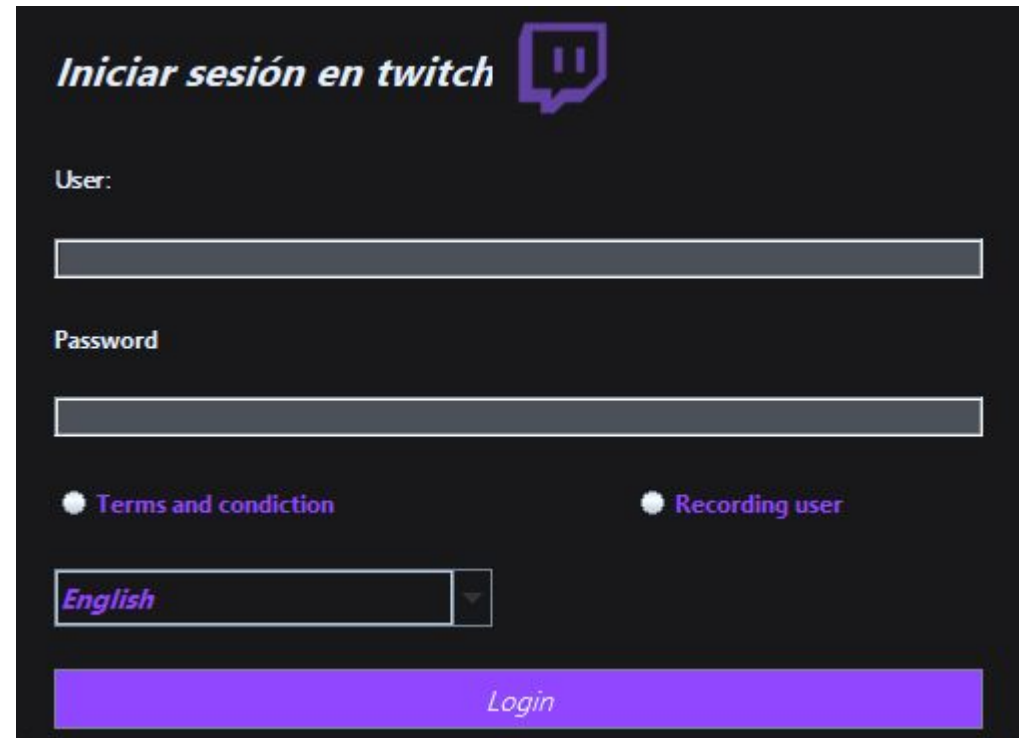 Iniciar sesión en twitch
User:
Password
Terms and condiction
Recording user
English
Login